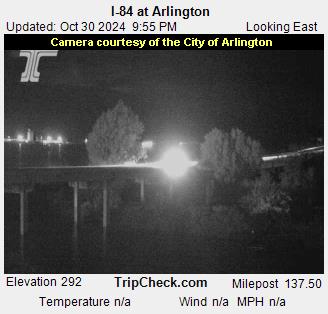 I-84 at Arlington
Updated: Oct 30 2024 9:55 PM Looking East
Camera courtesy of the City of Arlington
Elevation 292 TripCheck.com Milepost 137.50
Temperature n/a Wind n/a MPH n/a